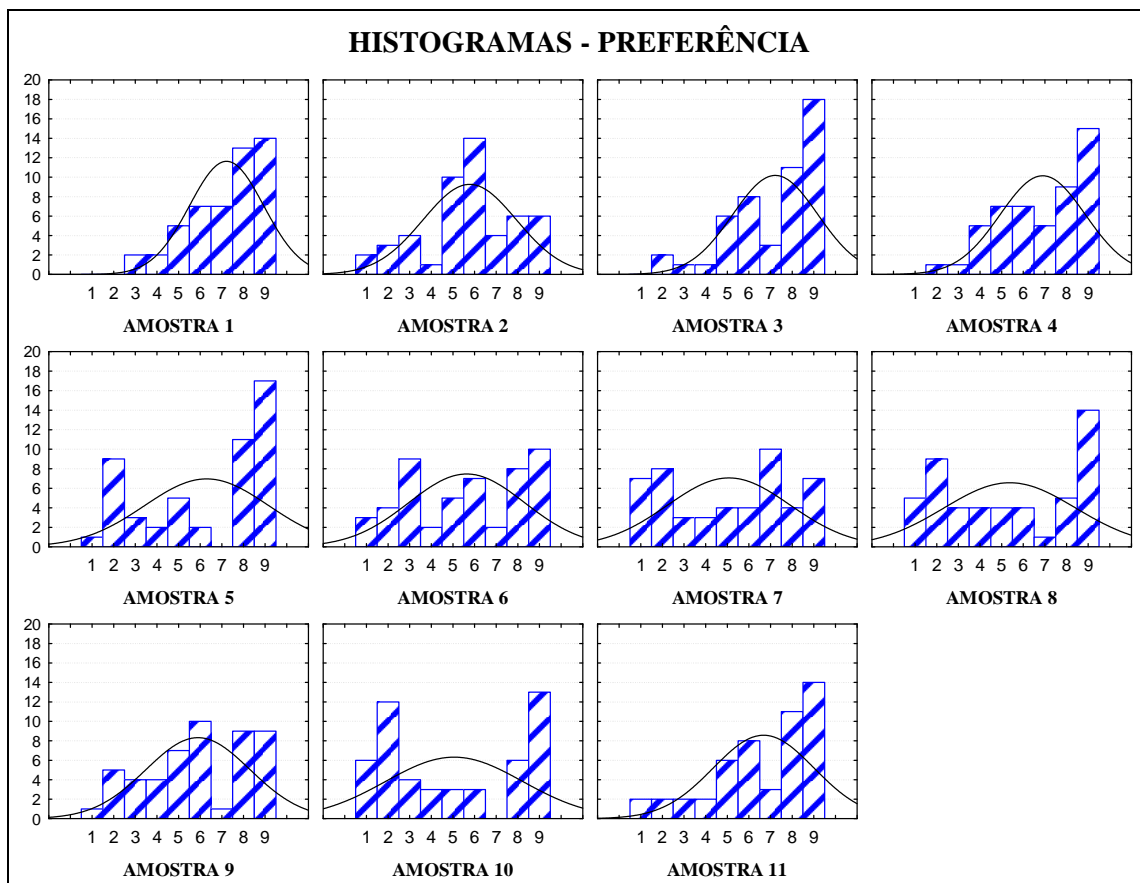 HISTOGRAMAS - PREFERÊNCIA
20
18
16
14
12
10
8
6
4
2
0
1 2 3 4 5 6 7 8 9
1 2 3 4 5 6 7 8 9
1 2 3 4 5 6 7 8 9
1 2 3 4 5 6 7 8 9
AMOSTRA 1
AMOSTRA 2
AMOSTRA 3
AMOSTRA 4
20
18
16
14
12
10
8
6
4
2
0
1 2 3 4 5 6 7 8 9
1 2 3 4 5 6 7 8 9
1 2 3 4 5 6 7 8 9
1 2 3 4 5 6 7 8 9
AMOSTRA 5
AMOSTRA 6
AMOSTRA 7
AMOSTRA 8
20
18
16
14
12
10
8
6
4
2
0
1 2 3 4 5 6 7 8 9
1 2 3 4 5 6 7 8 9
1 2 3 4 5 6 7 8 9
AMOSTRA 9
AMOSTRA 10
AMOSTRA 11